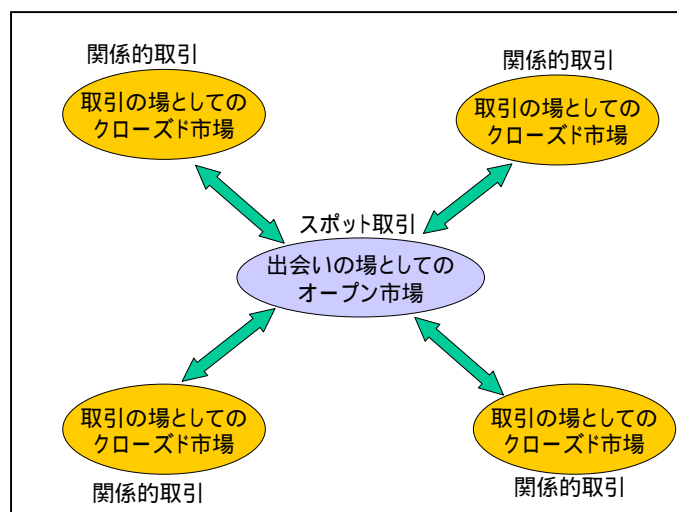 関係的取引
取引の場としての
クローズド市場
関係的取引
取引の場としての
クローズド市場
スポット取引
出会いの場としての
オープン市場
取引の場としての
クローズド市場
関係的取引
取引の場としての
クローズド市場
関係的取引